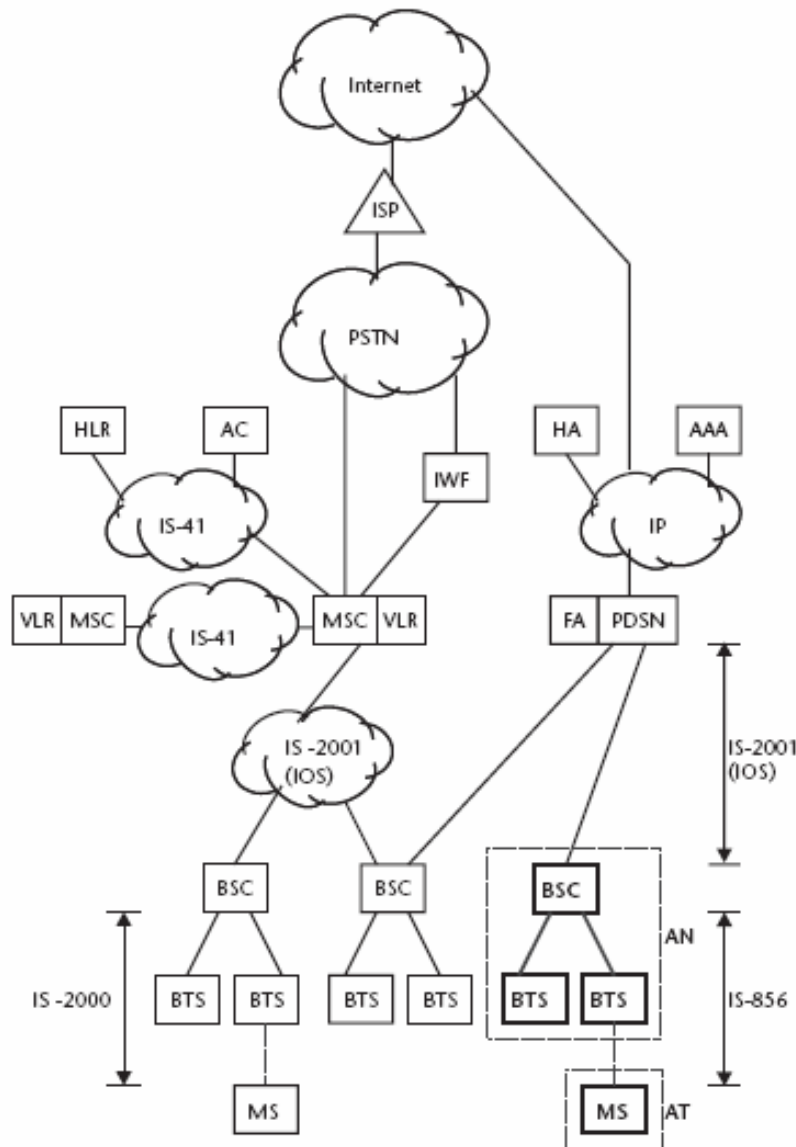 Internet
ISP
PSTN
HLR
AC
HA
AAA
IWF
IS-41
IP
VLR MSC
IS-41
MSC VLR
FA PDSN
IS-2001
(IOS)
IS -2001
(IOS)
BSC
BSC
BSC
AN
IS -2000
BTS
BTS
BTS
BTS
BTS
BTS
IS-856
MS
MS
AT